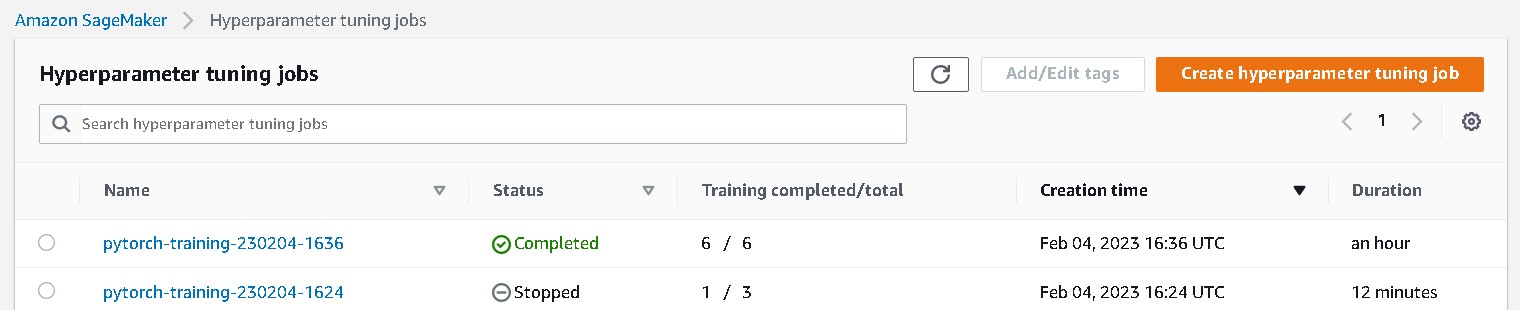 Amazon SageMaker > Hyperparameter tuning jobs
Hyperparameter tuning jobs
Add/Edit tags
Create hyperparameter tuning job
Search hyperparameter tuning jobs
1
Name Status Training completed/total Creation time Duration
pytorch-training-230204-1636 Completed 6 / 6 Feb 04, 2023 16:36 UTC an hour
pytorch-training-230204-1624 Stopped 1 / 3 Feb 04, 2023 16:24 UTC 12 minutes